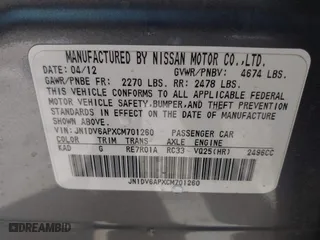 MANUFACTURED BY NISSAN MOTOR CO.,LTD.
DATE: 04/12 GVWR/PNBV: 4674 LBS.
GAWR/PNBE FR: 2270 LBS. RR: 2478 LBS.
THIS VEHICLE CONFORMS TO ALL APPLICABLE
FEDERAL MOTOR VEHICLE SAFETY,BUMPER,AND THEFT PREVENTION
STANDARDS IN EFFECT ON THE DATE OF
MANUFACTURE SHOWN ABOVE.
VIN:JN1DV6APXCM701260 PASSENGER CAR
COLOR TRIM TRANS AXLE ENGINE
KAD G RE7R01A RC33 VQ25(HR) 2496CC
JN1DV6APXCM701260
DREAMBID